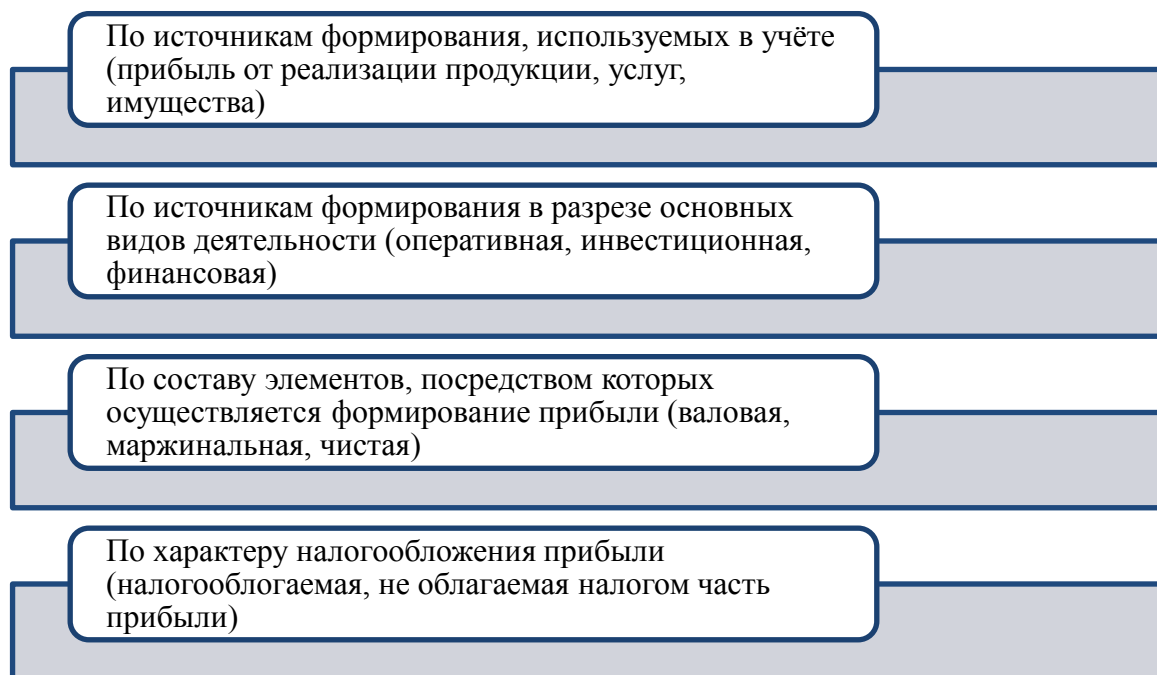 По источникам формирования, используемых в учёте
(прибыль от реализации продукции, услуг,
имущества)
По источникам формирования в разрезе основных
видов деятельности (оперативная, инвестиционная,
финансовая)
По составу элементов, посредством которых
осуществляется формирование прибыли (валовая,
маржинальная, чистая)
По характеру налогообложения прибыли
(налогооблогаемая, не облагаемая налогом часть
прибыли)